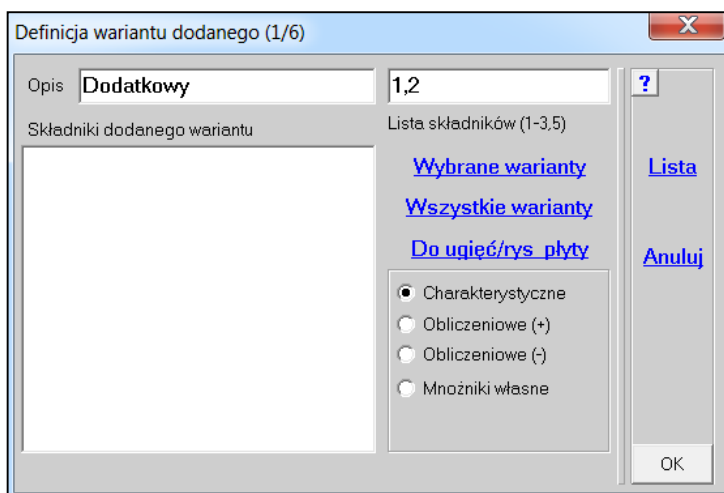 Definicja wariantu dodanego (1/6)
X
Opis Dodatkowy 1,2 ?
Składniki dodanego wariantu Lista składników (1-3,5)
Wybrane warianty Lista
Wszystkie warianty
Do ugięć/rys płyty Anuluj
Charakterystyczne
Obliczeniowe (+)
Obliczeniowe (-)
Mnożniki własne
OK